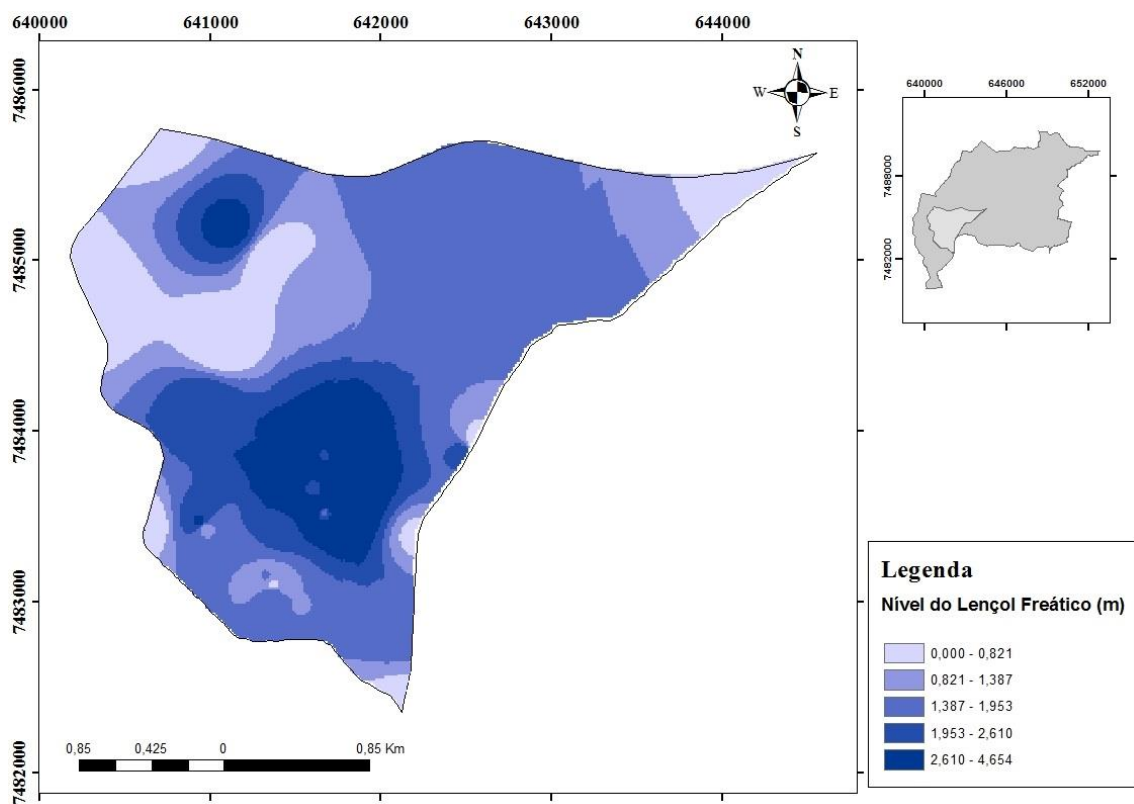 640000 641000 642000 643000 644000
7486000
7485000
7484000
7483000
7482000
N
W E
S
0,85 0,425 0 0,85 Km
640000 646000 652000
7488000
7482000
Legenda
Nível do Lençol Freático (m)
0,000 - 0,821
0,821 - 1,387
1,387 - 1,953
1,953 - 2,610
2,610 - 4,654